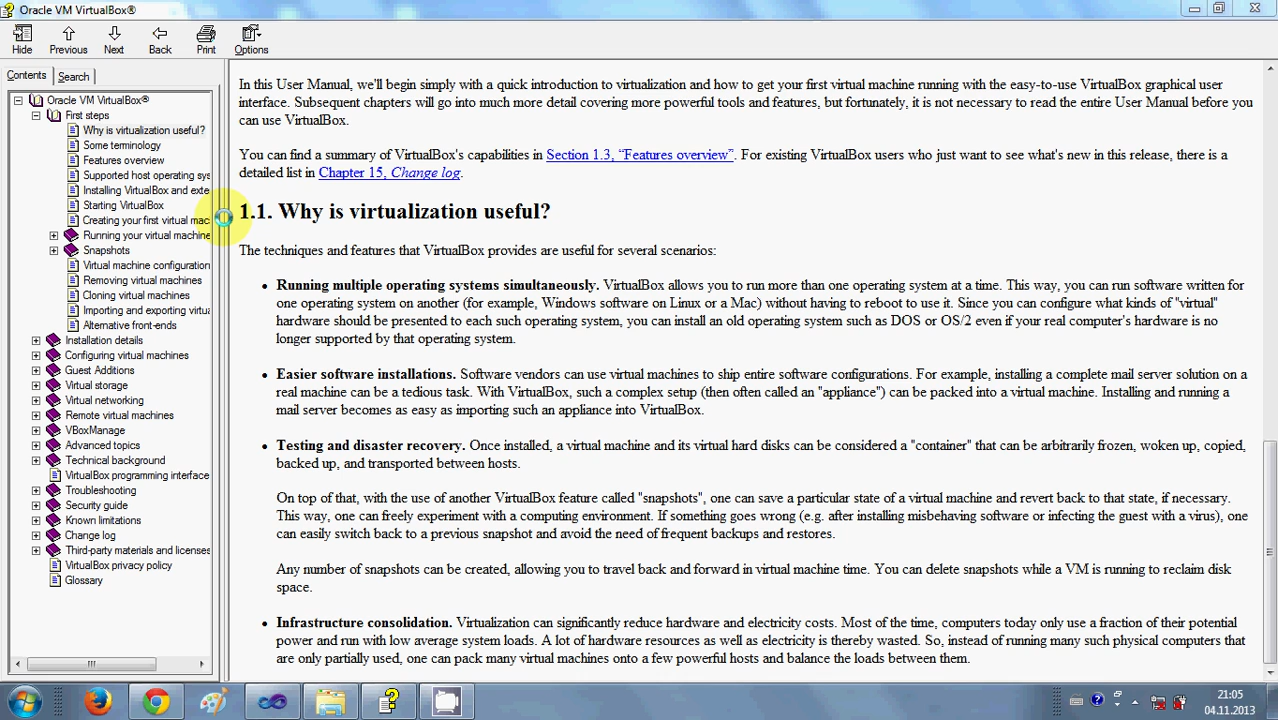 Oracle VM VirtualBox®
Hide
Previous
Next
Back
Print
Options
Contents
Search
Oracle VM VirtualBox®
First steps
Why is virtualization useful?
Some terminology
Features overview
Supported host operating sys
Installing VirtualBox and exte
Starting VirtualBox
Creating your first virtual mac
Running your virtual machine
Snapshots
Virtual machine configuration
Removing virtual machines
Cloning virtual machines
Importing and exporting virtua
Alternative front-ends
Installation details
Configuring virtual machines
Guest Additions
Virtual storage
Virtual networking
Remote virtual machines
VBoxManage
Advanced topics
Technical background
VirtualBox programming interface
Troubleshooting
Security guide
Known limitations
Change log
Third-party materials and licenses
VirtualBox privacy policy
Glossary
In this User Manual, we'll begin simply with a quick introduction to virtualization and how to get your first virtual machine running with the easy-to-use VirtualBox graphical user
interface. Subsequent chapters will go into much more detail covering more powerful tools and features, but fortunately, it is not necessary to read the entire User Manual before you
can use VirtualBox.
You can find a summary of VirtualBox's capabilities in Section 1.3, “Features overview”. For existing VirtualBox users who just want to see what's new in this release, there is a
detailed list in Chapter 15, Change log.
1.1. Why is virtualization useful?
The techniques and features that VirtualBox provides are useful for several scenarios:
Running multiple operating systems simultaneously. VirtualBox allows you to run more than one operating system at a time. This way, you can run software written for
one operating system on another (for example, Windows software on Linux or a Mac) without having to reboot to use it. Since you can configure what kinds of "virtual"
hardware should be presented to each such operating system, you can install an old operating system such as DOS or OS/2 even if your real computer's hardware is no
longer supported by that operating system.
Easier software installations. Software vendors can use virtual machines to ship entire software configurations. For example, installing a complete mail server solution on a
real machine can be a tedious task. With VirtualBox, such a complex setup (then often called an "appliance") can be packed into a virtual machine. Installing and running a
mail server becomes as easy as importing such an appliance into VirtualBox.
Testing and disaster recovery. Once installed, a virtual machine and its virtual hard disks can be considered a "container" that can be arbitrarily frozen, woken up, copied,
backed up, and transported between hosts.
On top of that, with the use of another VirtualBox feature called "snapshots", one can save a particular state of a virtual machine and revert back to that state, if necessary.
This way, one can freely experiment with a computing environment. If something goes wrong (e.g. after installing misbehaving software or infecting the guest with a virus), one
can easily switch back to a previous snapshot and avoid the need of frequent backups and restores.
Any number of snapshots can be created, allowing you to travel back and forward in virtual machine time. You can delete snapshots while a VM is running to reclaim disk
space.
Infrastructure consolidation. Virtualization can significantly reduce hardware and electricity costs. Most of the time, computers today only use a fraction of their potential
power and run with low average system loads. A lot of hardware resources as well as electricity is thereby wasted. So, instead of running many such physical computers that
are only partially used, one can pack many virtual machines onto a few powerful hosts and balance the loads between them.
21:05
04.11.2013